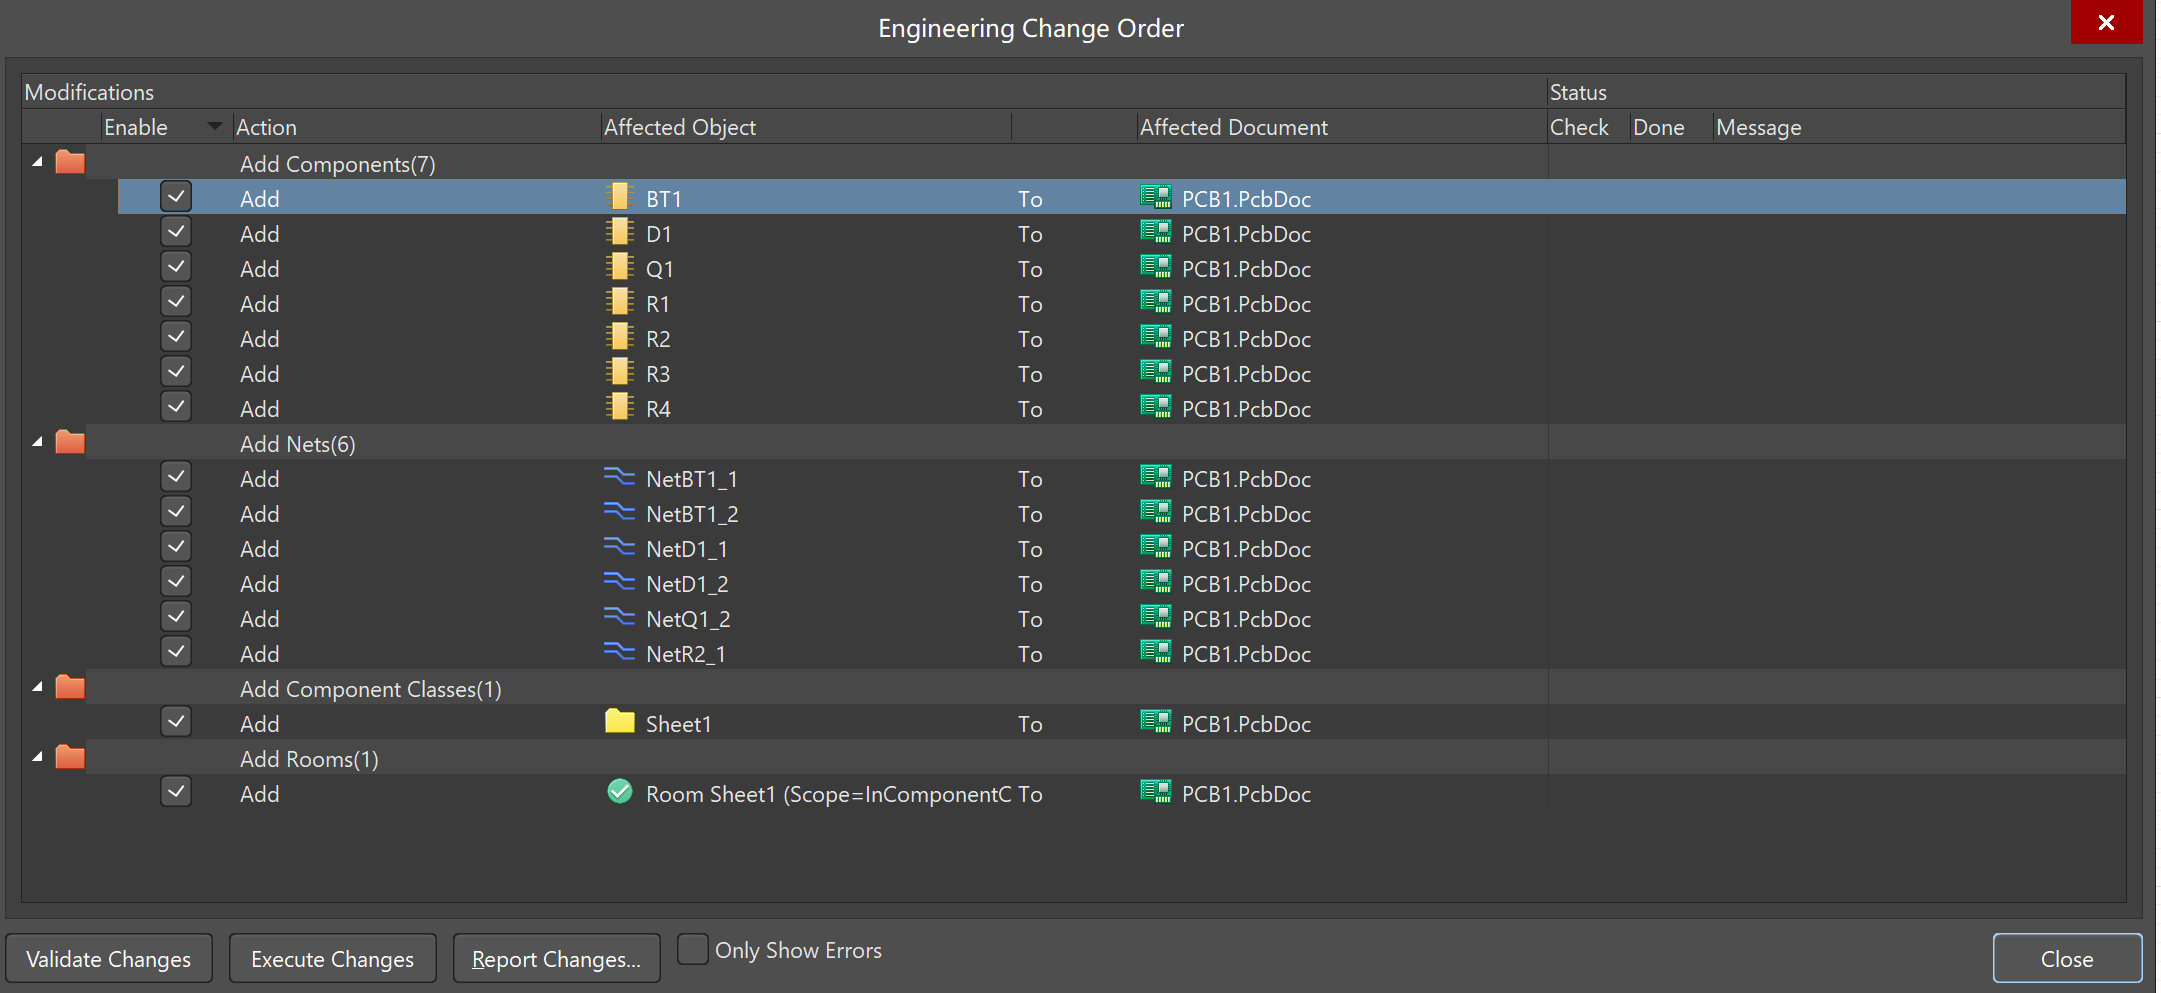 Engineering Change Order
Modifications Status
Enable Action Affected Object Affected Document Check Done Message
Add Components(7)
Add BT1 To PCB1.PcbDoc
Add D1 To PCB1.PcbDoc
Add Q1 To PCB1.PcbDoc
Add R1 To PCB1.PcbDoc
Add R2 To PCB1.PcbDoc
Add R3 To PCB1.PcbDoc
Add R4 To PCB1.PcbDoc
Add Nets(6)
Add NetBT1_1 To PCB1.PcbDoc
Add NetBT1_2 To PCB1.PcbDoc
Add NetD1_1 To PCB1.PcbDoc
Add NetD1_2 To PCB1.PcbDoc
Add NetQ1_2 To PCB1.PcbDoc
Add NetR2_1 To PCB1.PcbDoc
Add Component Classes(1)
Add Sheet1 To PCB1.PcbDoc
Add Rooms(1)
Add Room Sheet1 (Scope=InComponentC To PCB1.PcbDoc
Validate Changes Execute Changes Report Changes... Only Show Errors Close